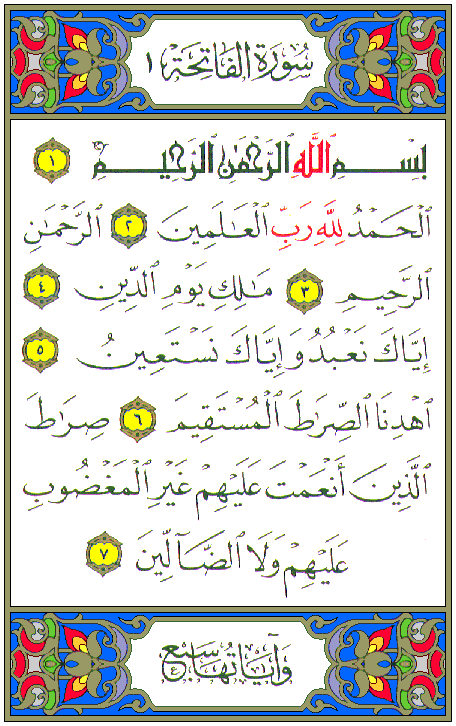 سُورَةُ الفَاتِحَة ١
بِسْمِ ٱللَّهِ ٱلرَّحْمَٰنِ ٱلرَّحِيمِ ١
ٱلْحَمْدُ لِلَّهِ رَبِّ ٱلْعَٰلَمِينَ ٢ ٱلرَّحْمَٰنِ
ٱلرَّحِيمِ ٣ مَٰلِكِ يَوْمِ ٱلدِّينِ ٤
إِيَّاكَ نَعْبُدُ وَإِيَّاكَ نَسْتَعِينُ ٥
ٱهْدِنَا ٱلصِّرَٰطَ ٱلْمُسْتَقِيمَ ٦ صِرَٰطَ
ٱلَّذِينَ أَنْعَمْتَ عَلَيْهِمْ غَيْرِ ٱلْمَغْضُوبِ
عَلَيْهِمْ وَلَا ٱلضَّآلِّينَ ٧
وَآيَاتُهَا سَبْعٌ